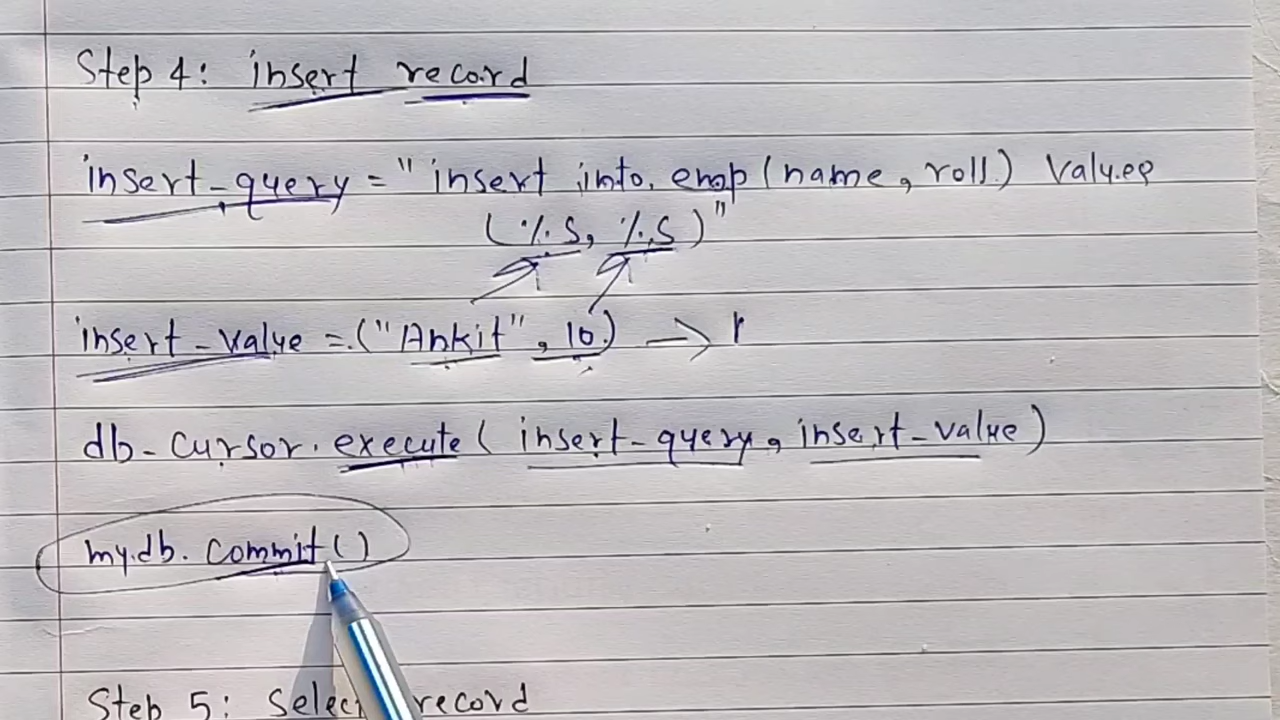 Step 4: insert record
insert_query = "insert into emp (name, roll) Values
(%s, %s)"
insert_value = ("Ankit", 10) →
db_cursor.execute( insert_query, insert_value)
mydb.commit()
Step 5: Select record